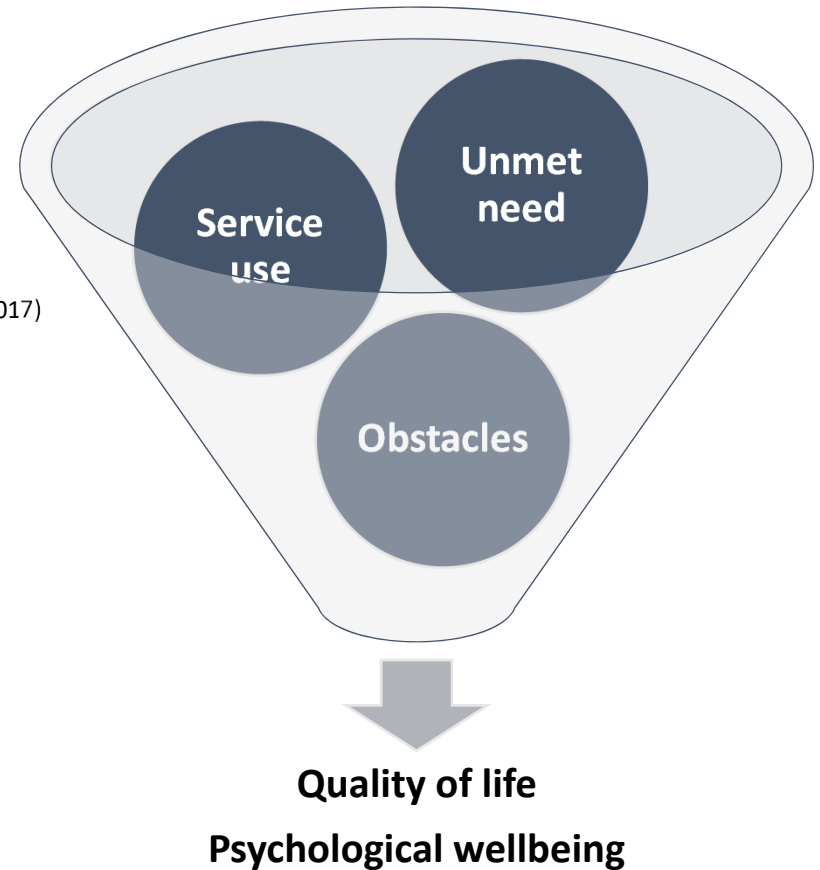 Unmet
need
Service
use
017)
Obstacles
Quality of life
Psychological wellbeing